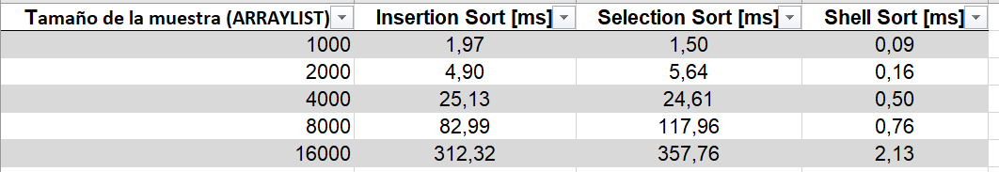 Tamaño de la muestra (ARRAYLIST) Insertion Sort [ms] Selection Sort [ms] Shell Sort [ms]
1000 1,97 1,50 0,09
2000 4,90 5,64 0,16
4000 25,13 24,61 0,50
8000 82,99 117,96 0,76
16000 312,32 357,76 2,13